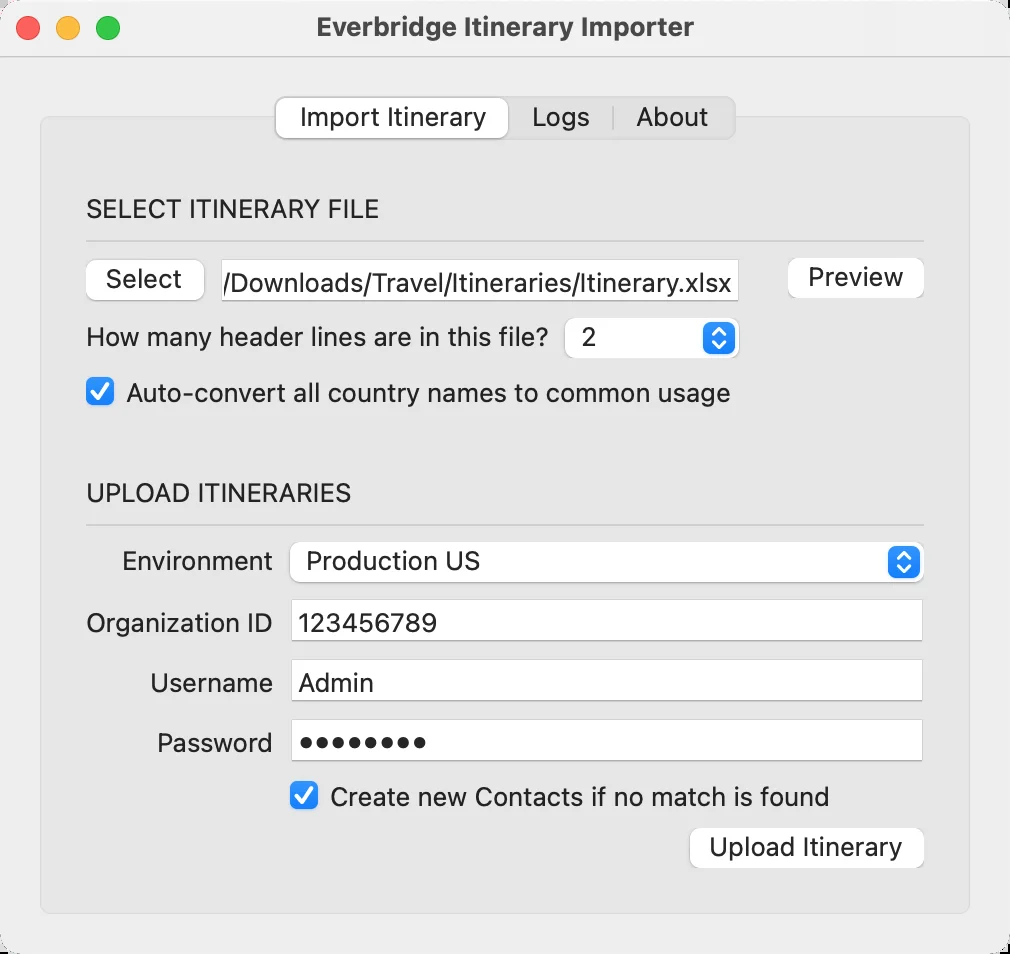 Everbridge Itinerary Importer
Import Itinerary Logs About
SELECT ITINERARY FILE
Select /Downloads/Travel/Itineraries/Itinerary.xlsx Preview
How many header lines are in this file? 2
Auto-convert all country names to common usage
UPLOAD ITINERARIES
Environment Production US
Organization ID 123456789
Username Admin
Password ••••••••
Create new Contacts if no match is found
Upload Itinerary